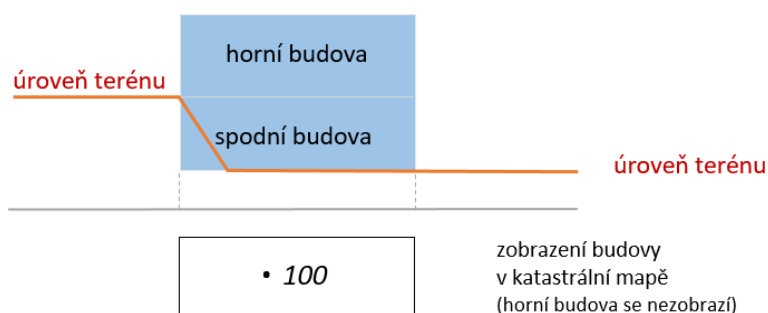 horní budova
úroveň terénu
spodní budova
úroveň terénu
• 100
zobrazení budovy
v katastrální mapě
(horní budova se nezobrazí)